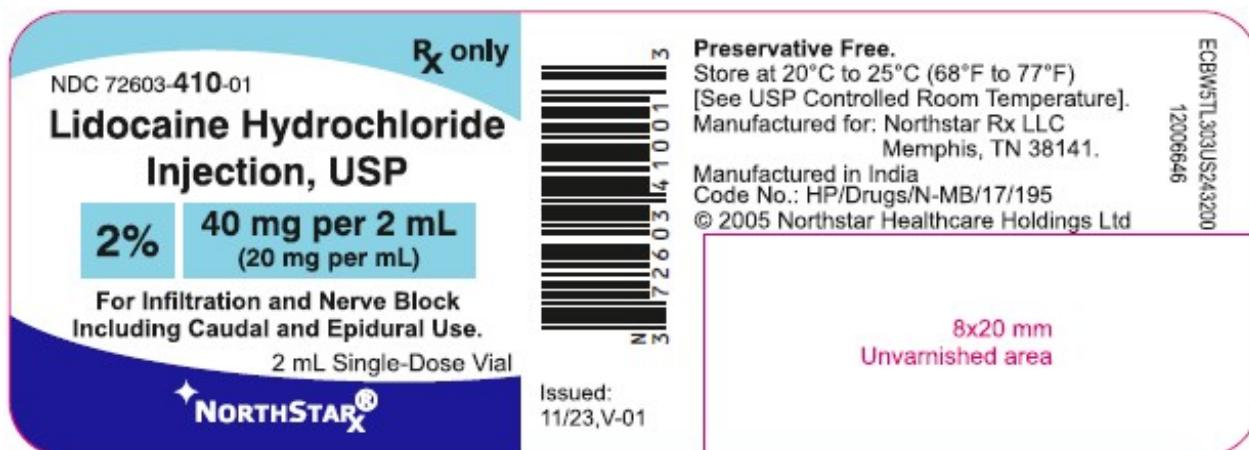 Rx only
NDC 72603-410-01
Lidocaine Hydrochloride
Injection, USP
2%
40 mg per 2 mL
(20 mg per mL)
For Infiltration and Nerve Block
Including Caudal and Epidural Use.
2 mL Single-Dose Vial
NORTHSTARx®
N
3 72603 41001 3
Issued:
11/23,V-01
Preservative Free.
Store at 20°C to 25°C (68°F to 77°F)
[See USP Controlled Room Temperature].
Manufactured for: Northstar Rx LLC
Memphis, TN 38141.
Manufactured in India
Code No.: HP/Drugs/N-MB/17/195
© 2005 Northstar Healthcare Holdings Ltd
ECBW5TL303US243200
12006646
8x20 mm
Unvarnished area